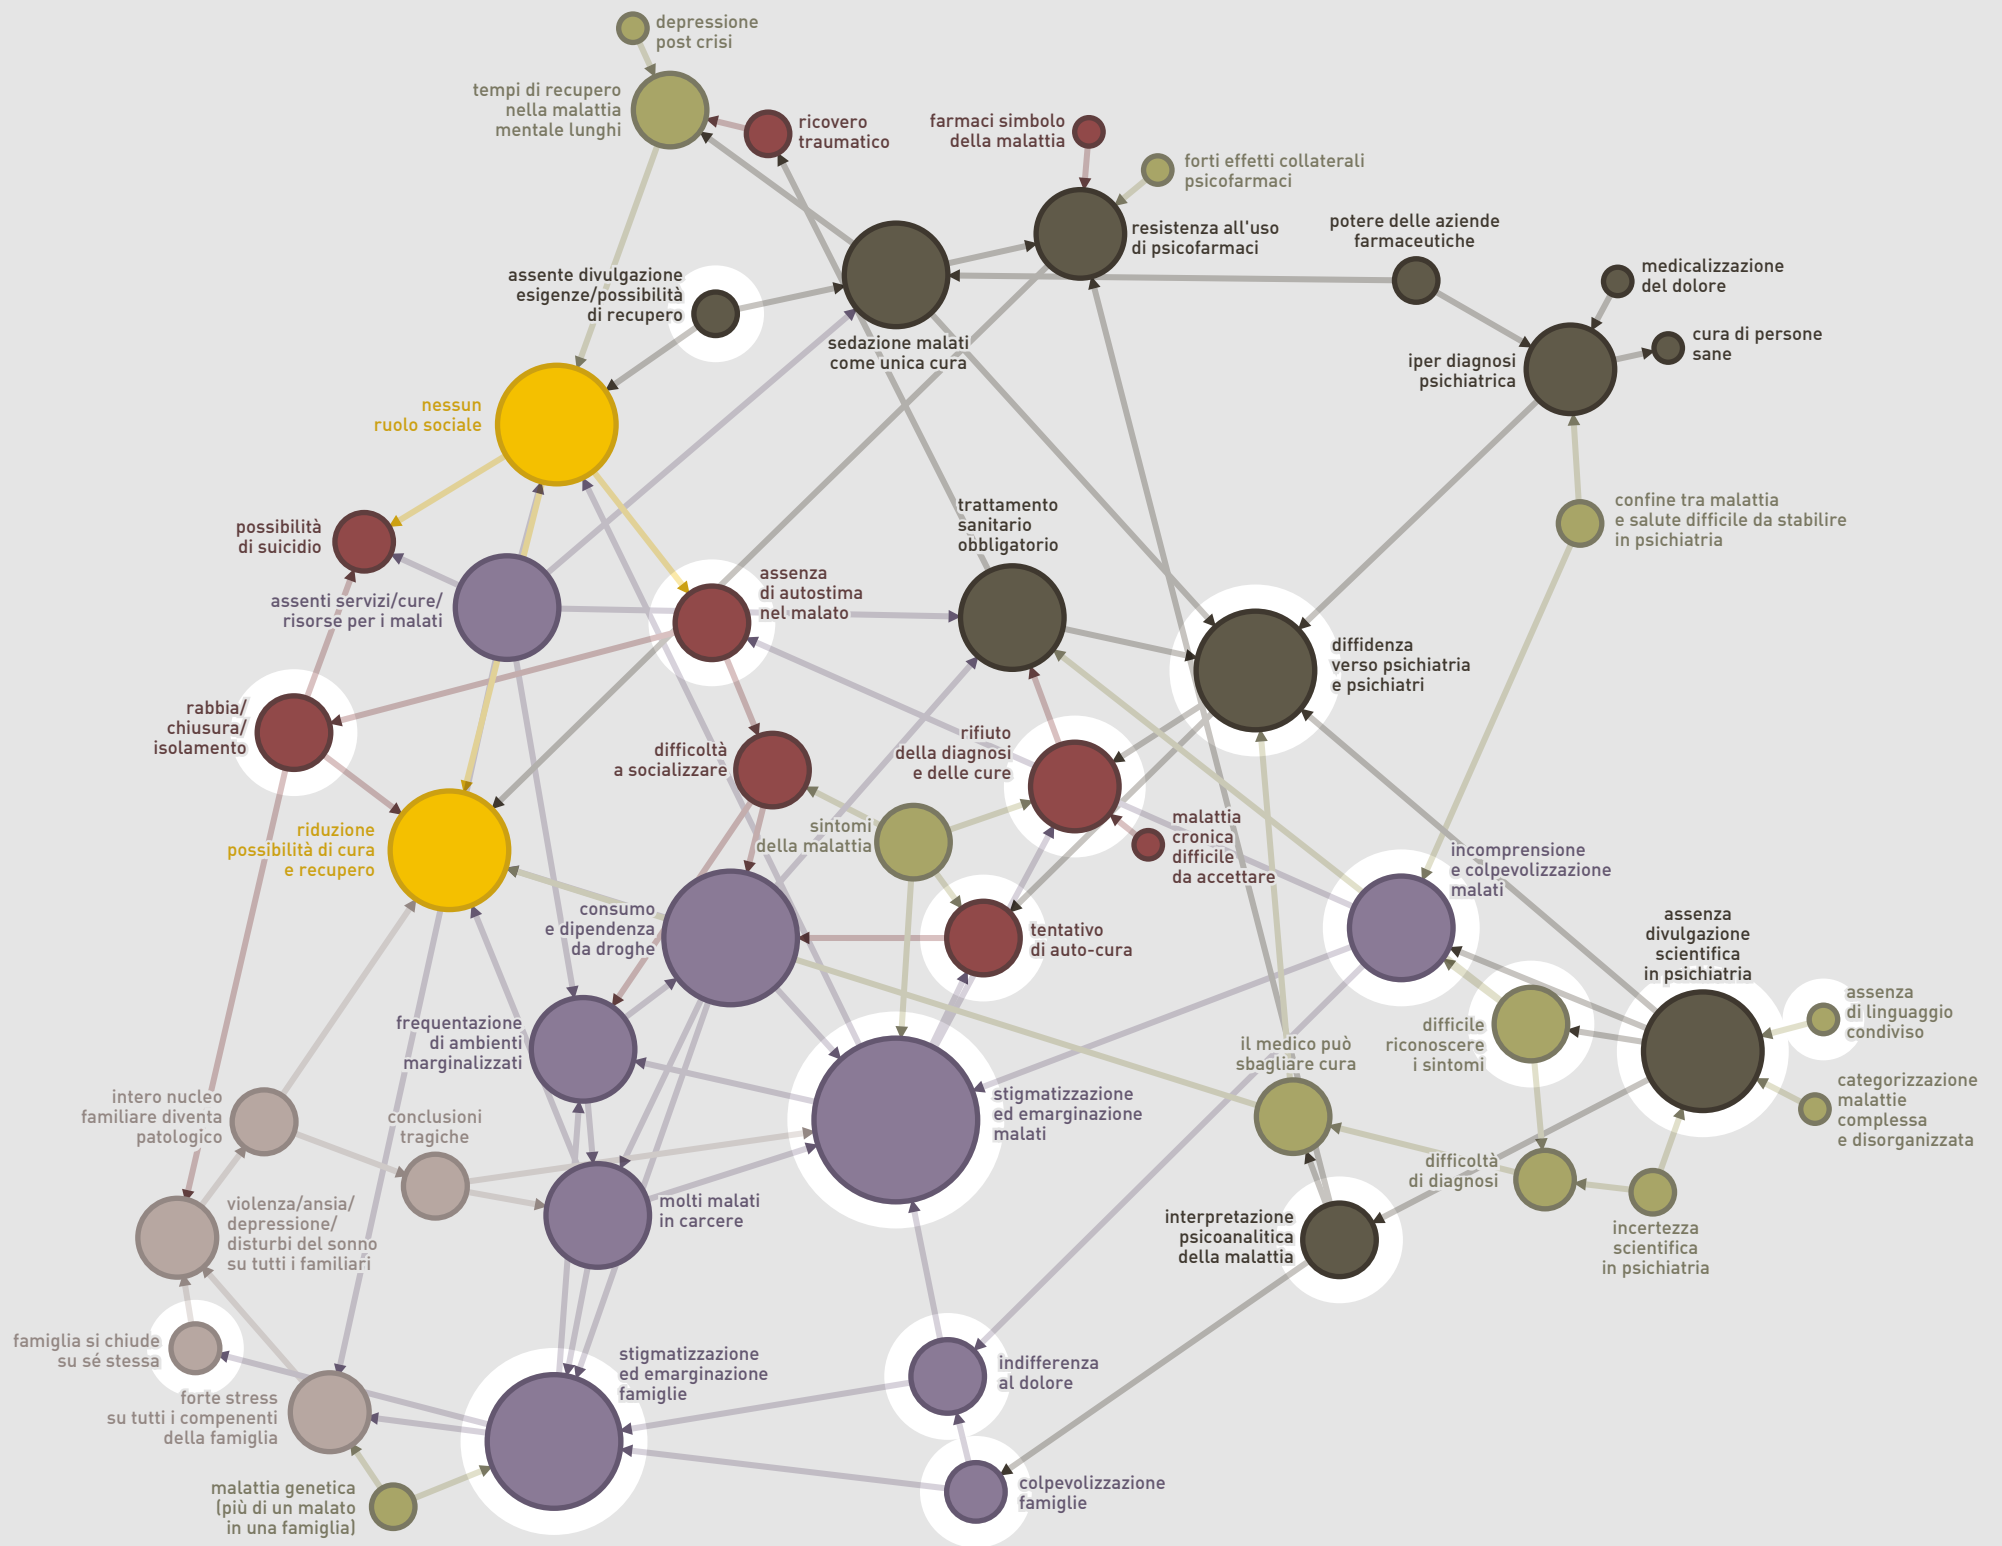 depressione
post crisi
tempi di recupero
nella malattia
mentale lunghi
ricovero
traumatico
farmaci simbolo
della malattia
forti effetti collaterali
psicofarmaci
resistenza all'uso
di psicofarmaci
potere delle aziende
farmaceutiche
medicalizzazione
del dolore
cura di persone
sane
iper diagnosi
psichiatrica
assente divulgazione
esigenze/possibilità
di recupero
sedazione malati
come unica cura
nessun
ruolo sociale
confine tra malattia
e salute difficile da stabilire
in psichiatria
trattamento
sanitario
obbligatorio
possibilità
di suicidio
assenti servizi/cure/
risorse per i malati
assenza
di autostima
nel malato
diffidenza
verso psichiatria
e psichiatri
rabbia/
chiusura/
isolamento
difficoltà
a socializzare
rifiuto
della diagnosi
e delle cure
riduzione
possibilità di cura
e recupero
sintomi
della malattia
malattia
cronica
difficile
da accettare
incomprensione
e colpevolizzazione
malati
consumo
e dipendenza
da droghe
tentativo
di auto-cura
assenza
divulgazione
scientifica
in psichiatria
assenza
di linguaggio
condiviso
frequentazione
di ambienti
marginalizzati
difficile
riconoscere
i sintomi
il medico può
sbagliare cura
categorizzazione
malattie
complessa
e disorganizzata
intero nucleo
familiare diventa
patologico
conclusioni
tragiche
stigmatizzazione
ed emarginazione
malati
difficoltà
di diagnosi
violenza/ansia/
depressione/
disturbi del sonno
su tutti i familiari
molti malati
in carcere
interpretazione
psicoanalitica
della malattia
incertezza
scientifica
in psichiatria
famiglia si chiude
su sé stessa
stigmatizzazione
ed emarginazione
famiglie
indifferenza
al dolore
forte stress
su tutti i compenenti
della famiglia
malattia genetica
(più di un malato
in una famiglia)
colpevolizzazione
famiglie